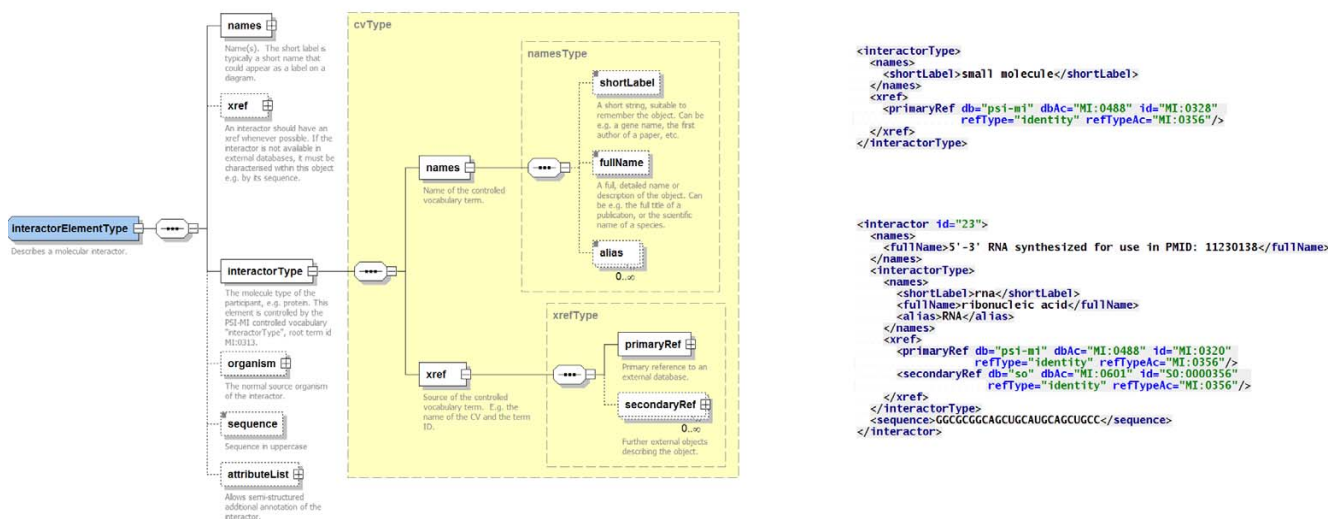 names
Name(s). The short label is
typically a short name that
could appear as a label on a
diagram.
xref
An interactor should have an
xref whenever possible. If the
interactor is not available in
external databases, it must be
characterised within this object
e.g. by its sequence.
interactorElementType
Describes a molecular interactor.
interactorType
The molecule type of the
participant, e.g. protein. This
element is controlled by the
PSI-MI controlled vocabulary
"interactorType", root term id
MI:0313.
organism
The normal source organism
of the interactor.
sequence
Sequence in uppercase
attributeList
Allows semi-structured
additional annotation of the
interactor.
cvType
names
Name of the controlled
vocabulary term.
namesType
shortLabel
A short string, suitable to
remember the object. Can be
e.g. a gene name, the first
author of a paper, etc.
fullName
A full, detailed name or
description of the object. Can
be e.g. the full title of a
publication, or the scientific
name of a species.
alias
0..∞
xref
Source of the controlled
vocabulary term. E.g. the
name of the CV and the term
ID.
xrefType
primaryRef
Primary reference to an
external database.
secondaryRef
0..∞
Further external objects
describing the object.
<interactorType>
<names>
<shortLabel>small molecule</shortLabel>
</names>
<xref>
<primaryRef db="psi-mi" dbAc="MI:0488" id="MI:0328"
refType="identity" refTypeAc="MI:0356"/>
</xref>
</interactorType>
<interactor id="23">
<names>
<fullName>5'-3' RNA synthesized for use in PMID: 11230138</fullName>
</names>
<interactorType>
<names>
<shortLabel>rna</shortLabel>
<fullName>ribonucleic acid</fullName>
<alias>RNA</alias>
</names>
<xref>
<primaryRef db="psi-mi" dbAc="MI:0488" id="MI:0320"
refType="identity" refTypeAc="MI:0356"/>
<secondaryRef db="so" dbAc="MI:0601" id="SO:0000356"
refType="identity" refTypeAc="MI:0356"/>
</xref>
</interactorType>
<sequence>GGCGCGGCAGCUGCAUGCAGCUGCC</sequence>
</interactor>